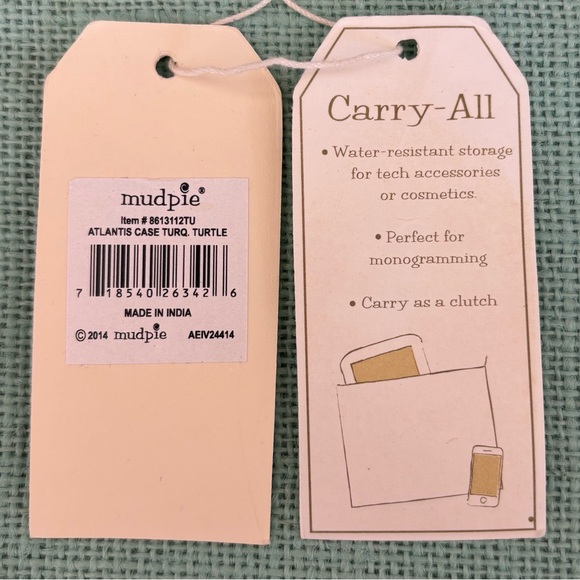 mudpie®
Item # 8613112TU
ATLANTIS CASE TURQ. TURTLE
7 18540 26342 6
MADE IN INDIA
© 2014 mudpie AEIV24414
Carry-All
• Water-resistant storage
for tech accessories
or cosmetics.
• Perfect for
monogramming
• Carry as a clutch